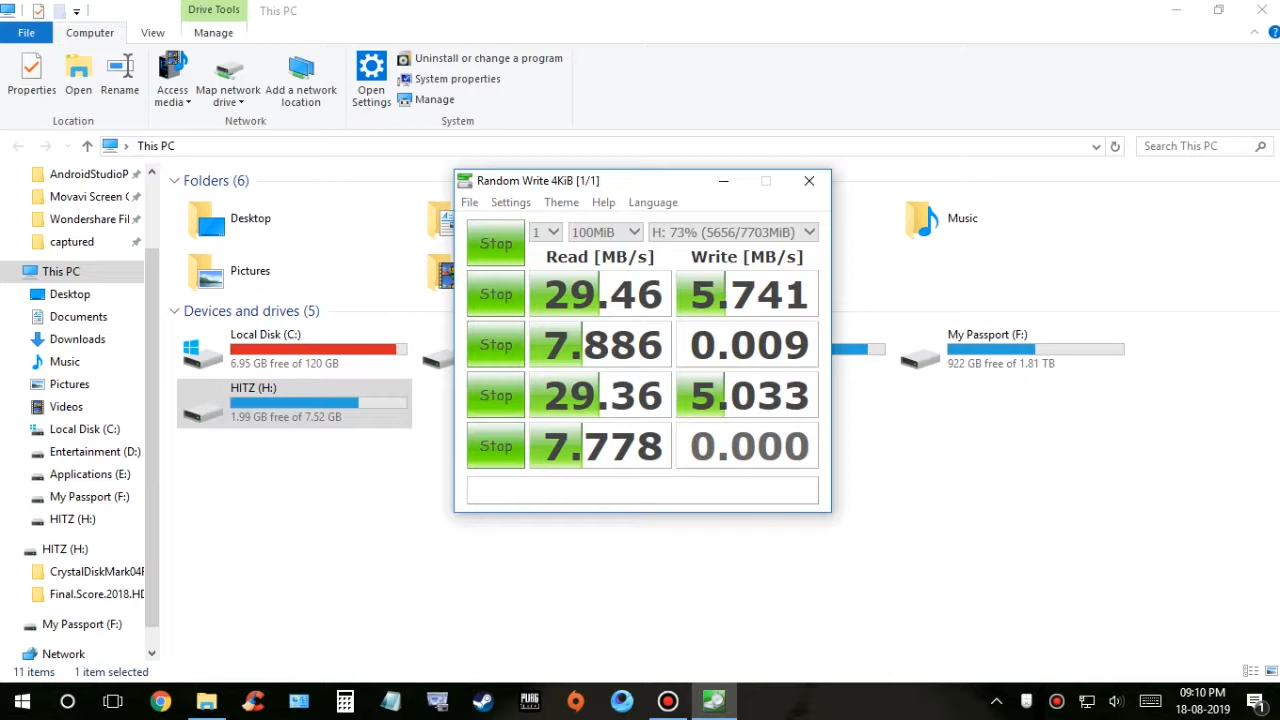 Drive Tools
This PC
File
Computer
View
Manage
Properties
Open
Rename
Access media
Map network drive
Add a network location
Open Settings
Uninstall or change a program
System properties
Manage
Location
Network
System
This PC
Search This PC
AndroidStudioP
Movavi Screen C
Wondershare Fil
captured
This PC
Desktop
Documents
Downloads
Music
Pictures
Videos
Local Disk (C:)
Entertainment (D:)
Applications (E:)
My Passport (F:)
HITZ (H:)
HITZ (H:)
CrystalDiskMark04F
Final.Score.2018.HD
My Passport (F:)
Network
Folders (6)
Desktop
Music
Pictures
Devices and drives (5)
Local Disk (C:)
6.95 GB free of 120 GB
My Passport (F:)
922 GB free of 1.81 TB
HITZ (H:)
1.99 GB free of 7.52 GB
Random Write 4KiB [1/1]
File Settings Theme Help Language
Stop 1 100MiB H: 73% (5656/7703MiB)
Read [MB/s] Write [MB/s]
Stop 29.46 5.741
Stop 7.886 0.009
Stop 29.36 5.033
Stop 7.778 0.000
11 items 1 item selected
PUBG
09:10 PM
18-08-2019
1